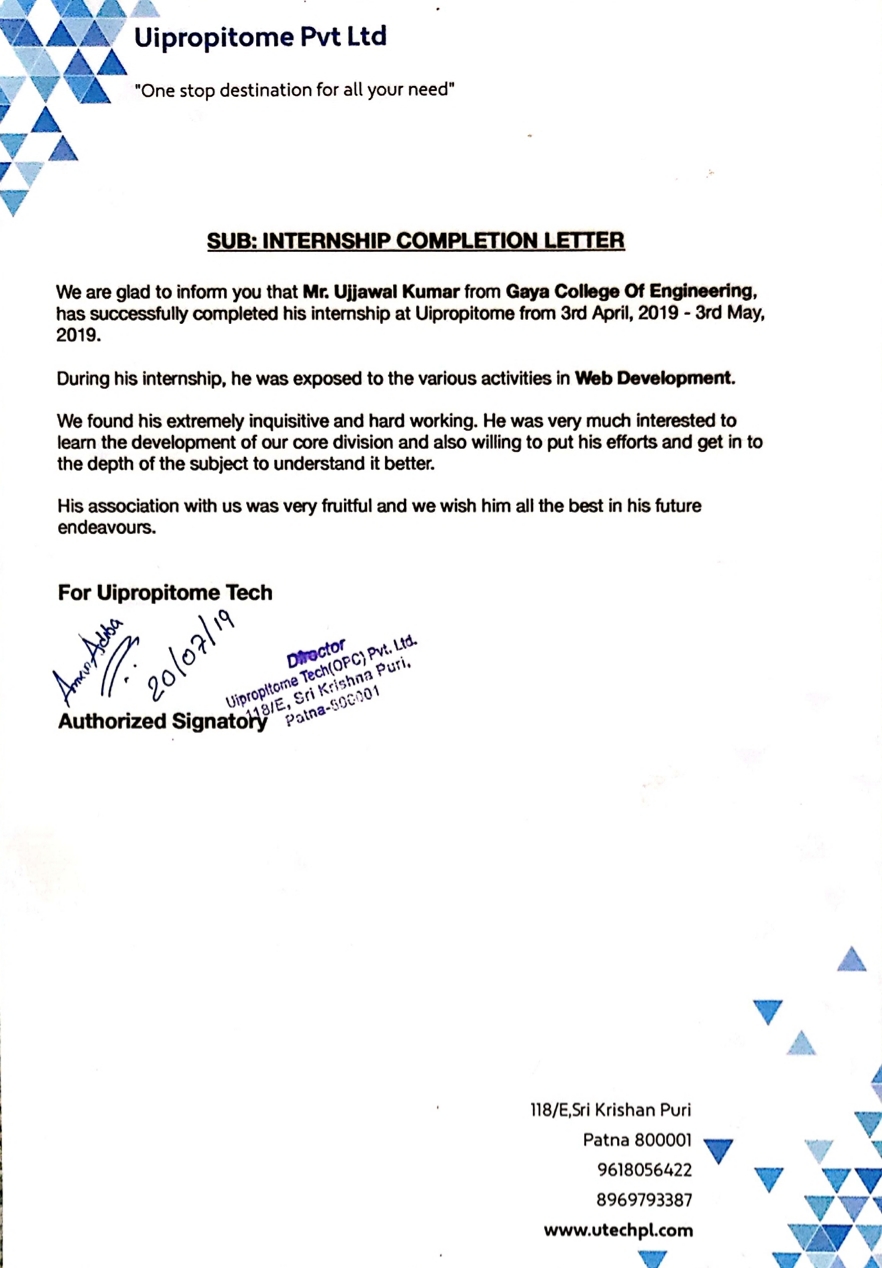 Uipropitome Pvt Ltd
"One stop destination for all your need"
SUB: INTERNSHIP COMPLETION LETTER
We are glad to inform you that Mr. Ujjawal Kumar from Gaya College Of Engineering,
has successfully completed his internship at Uipropitome from 3rd April, 2019 - 3rd May,
2019.
During his internship, he was exposed to the various activities in Web Development.
We found his extremely inquisitive and hard working. He was very much interested to
learn the development of our core division and also willing to put his efforts and get in to
the depth of the subject to understand it better.
His association with us was very fruitful and we wish him all the best in his future
endeavours.
For Uipropitome Tech
20/07/19
Director
Uipropitome Tech(OPC) Pvt. Ltd.
118/E, Sri Krishna Puri,
Patna-800001
Authorized Signatory
118/E,Sri Krishan Puri
Patna 800001
9618056422
8969793387
www.utechpl.com